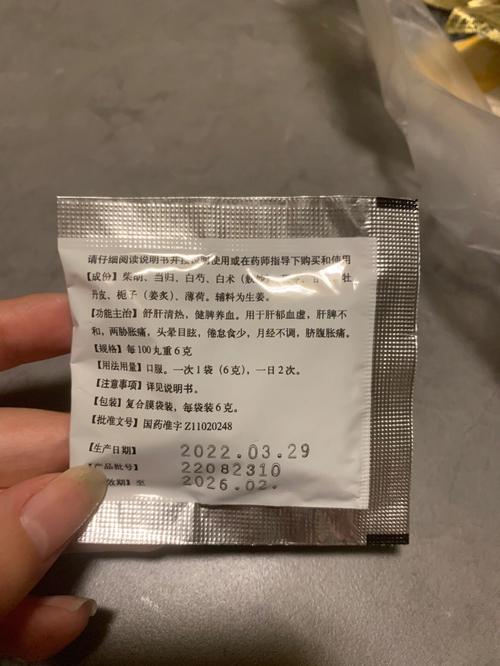 请仔细阅读说明书并按说明使用或在药师指导下购买和使用
【成份】柴胡、当归、白芍、白术（麸炒）、牡
丹皮、栀子（姜炙）、薄荷。辅料为生姜。
【功能主治】舒肝清热，健脾养血。用于肝郁血虚，肝脾不
和，两胁胀痛，头晕目眩，倦怠食少，月经不调，脐腹胀痛。
【规格】每100丸重6克
【用法用量】口服。一次1袋（6克），一日2次。
【注意事项】详见说明书。
【包装】复合膜袋装，每袋装6克。
【批准文号】国药准字Z11020248
【生产日期】 2022.03.29
产品批号】 22082310
效期】至 2026.02.